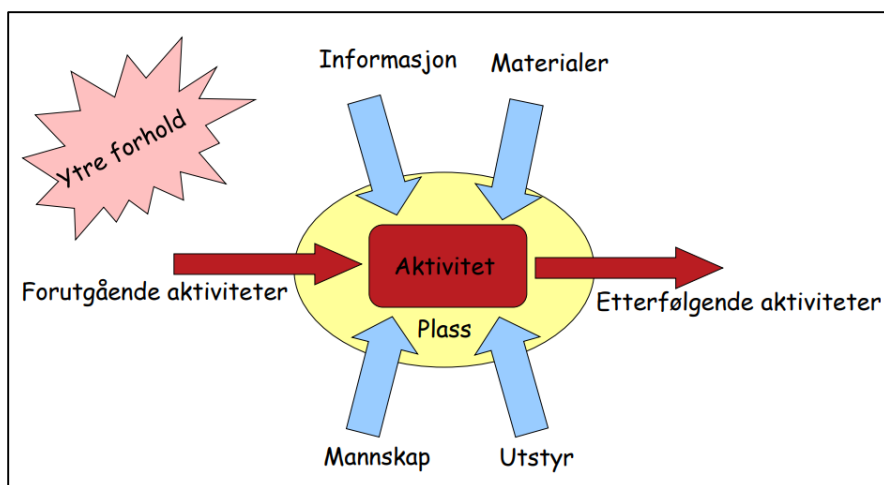 Informasjon
Materialer
Ytre forhold
Aktivitet
Forutgående aktiviteter
Etterfølgende aktiviteter
Plass
Mannskap
Utstyr